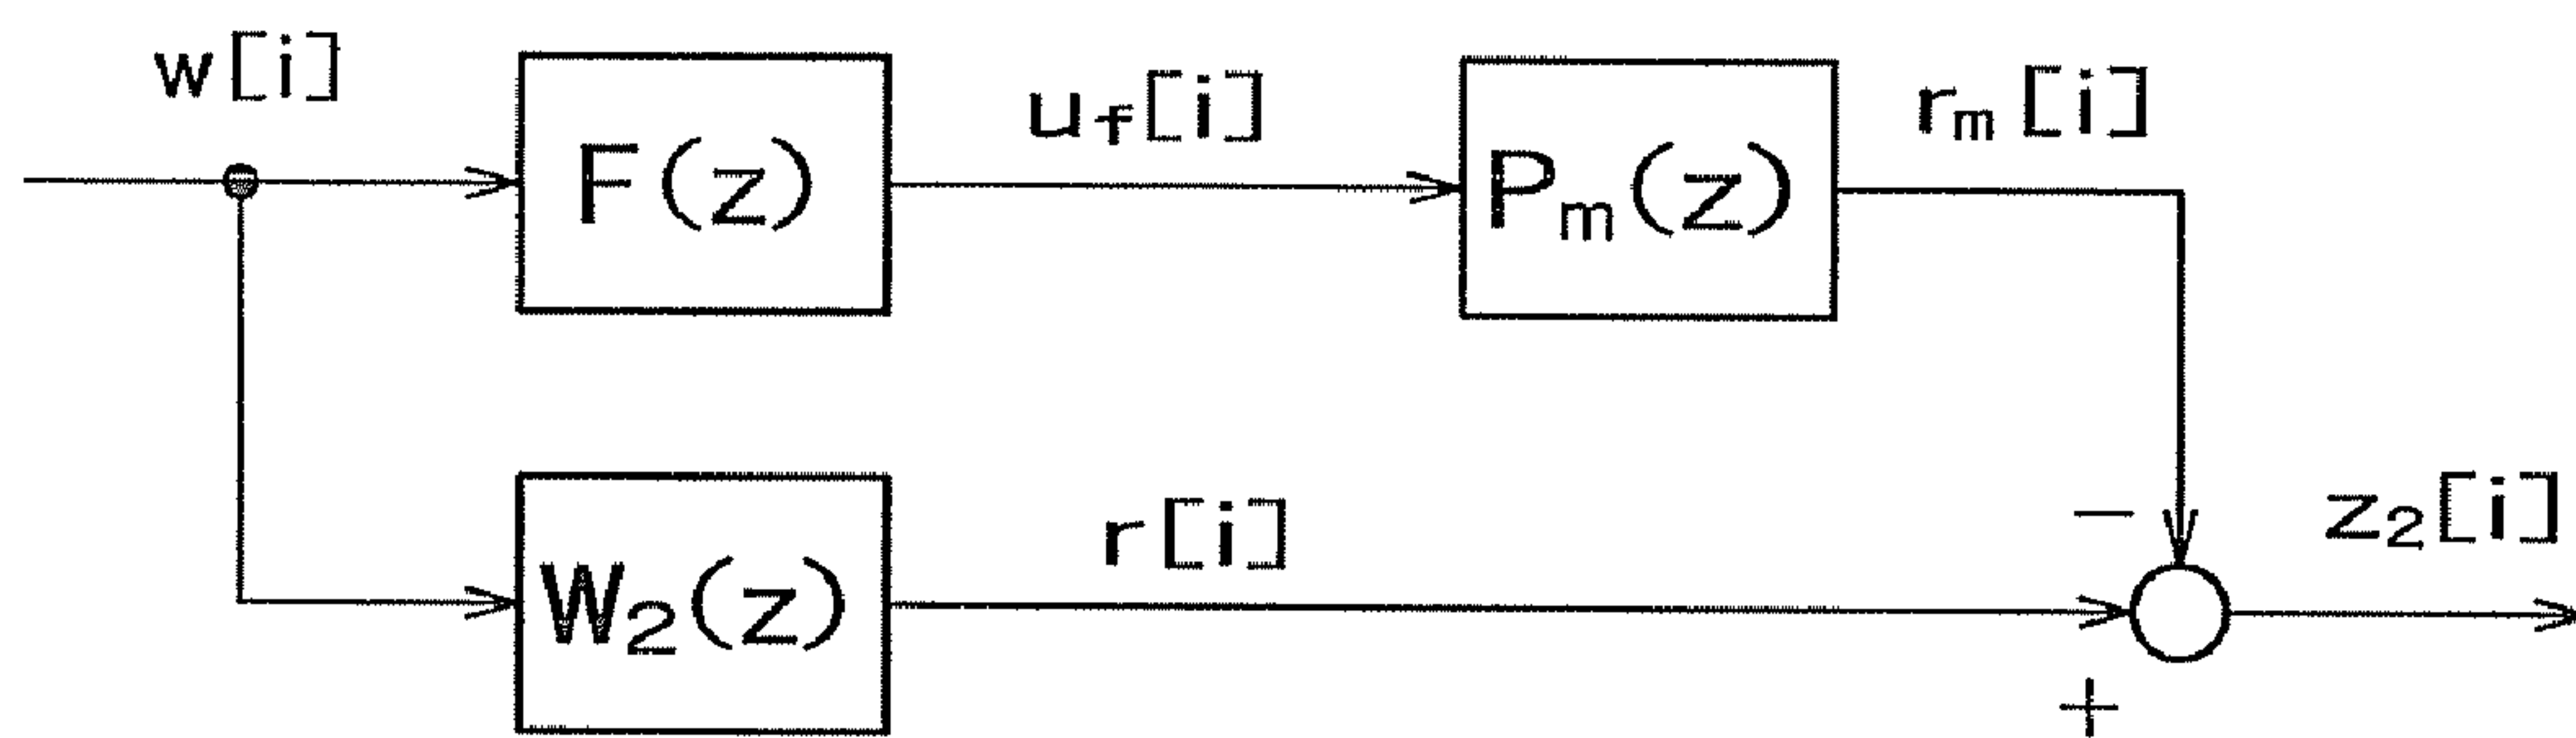 w[i]
F(z)
u_f[i]
P_m(z)
r_m[i]
W_2(z)
r[i]
−
+
z_2[i]